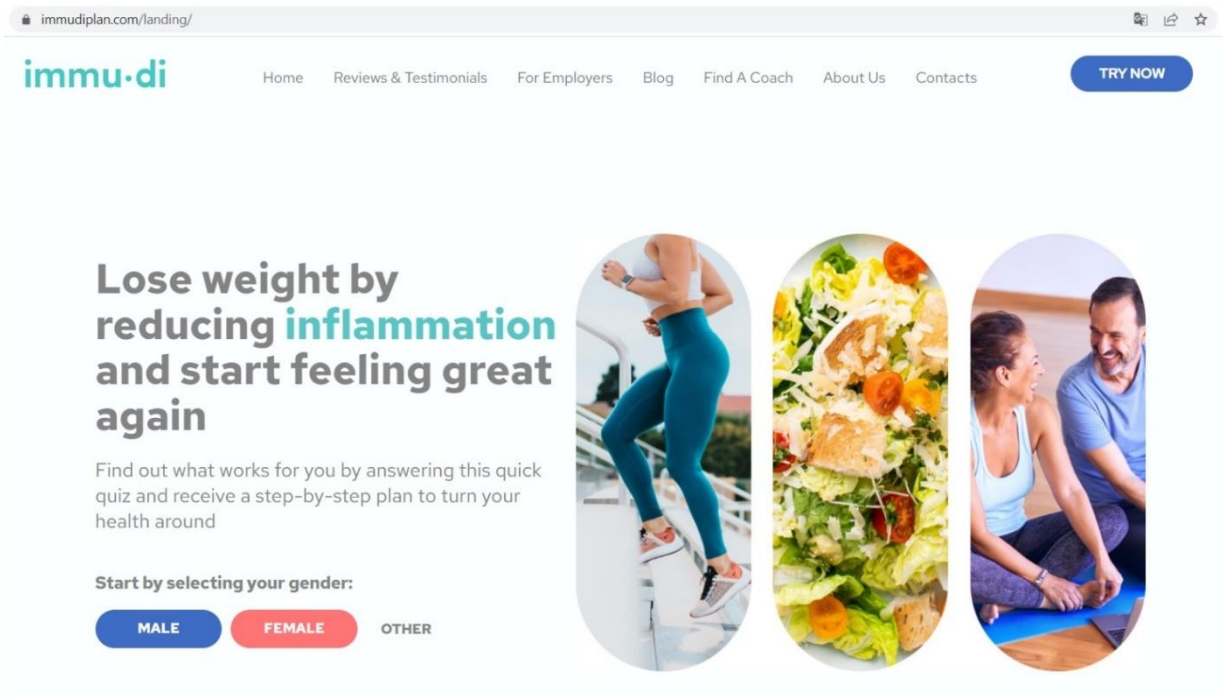 immudiplan.com/landing/
immu·di
Home Reviews & Testimonials For Employers Blog Find A Coach About Us Contacts TRY NOW
Lose weight by
reducing inflammation
and start feeling great
again
Find out what works for you by answering this quick
quiz and receive a step-by-step plan to turn your
health around
Start by selecting your gender:
MALE FEMALE OTHER